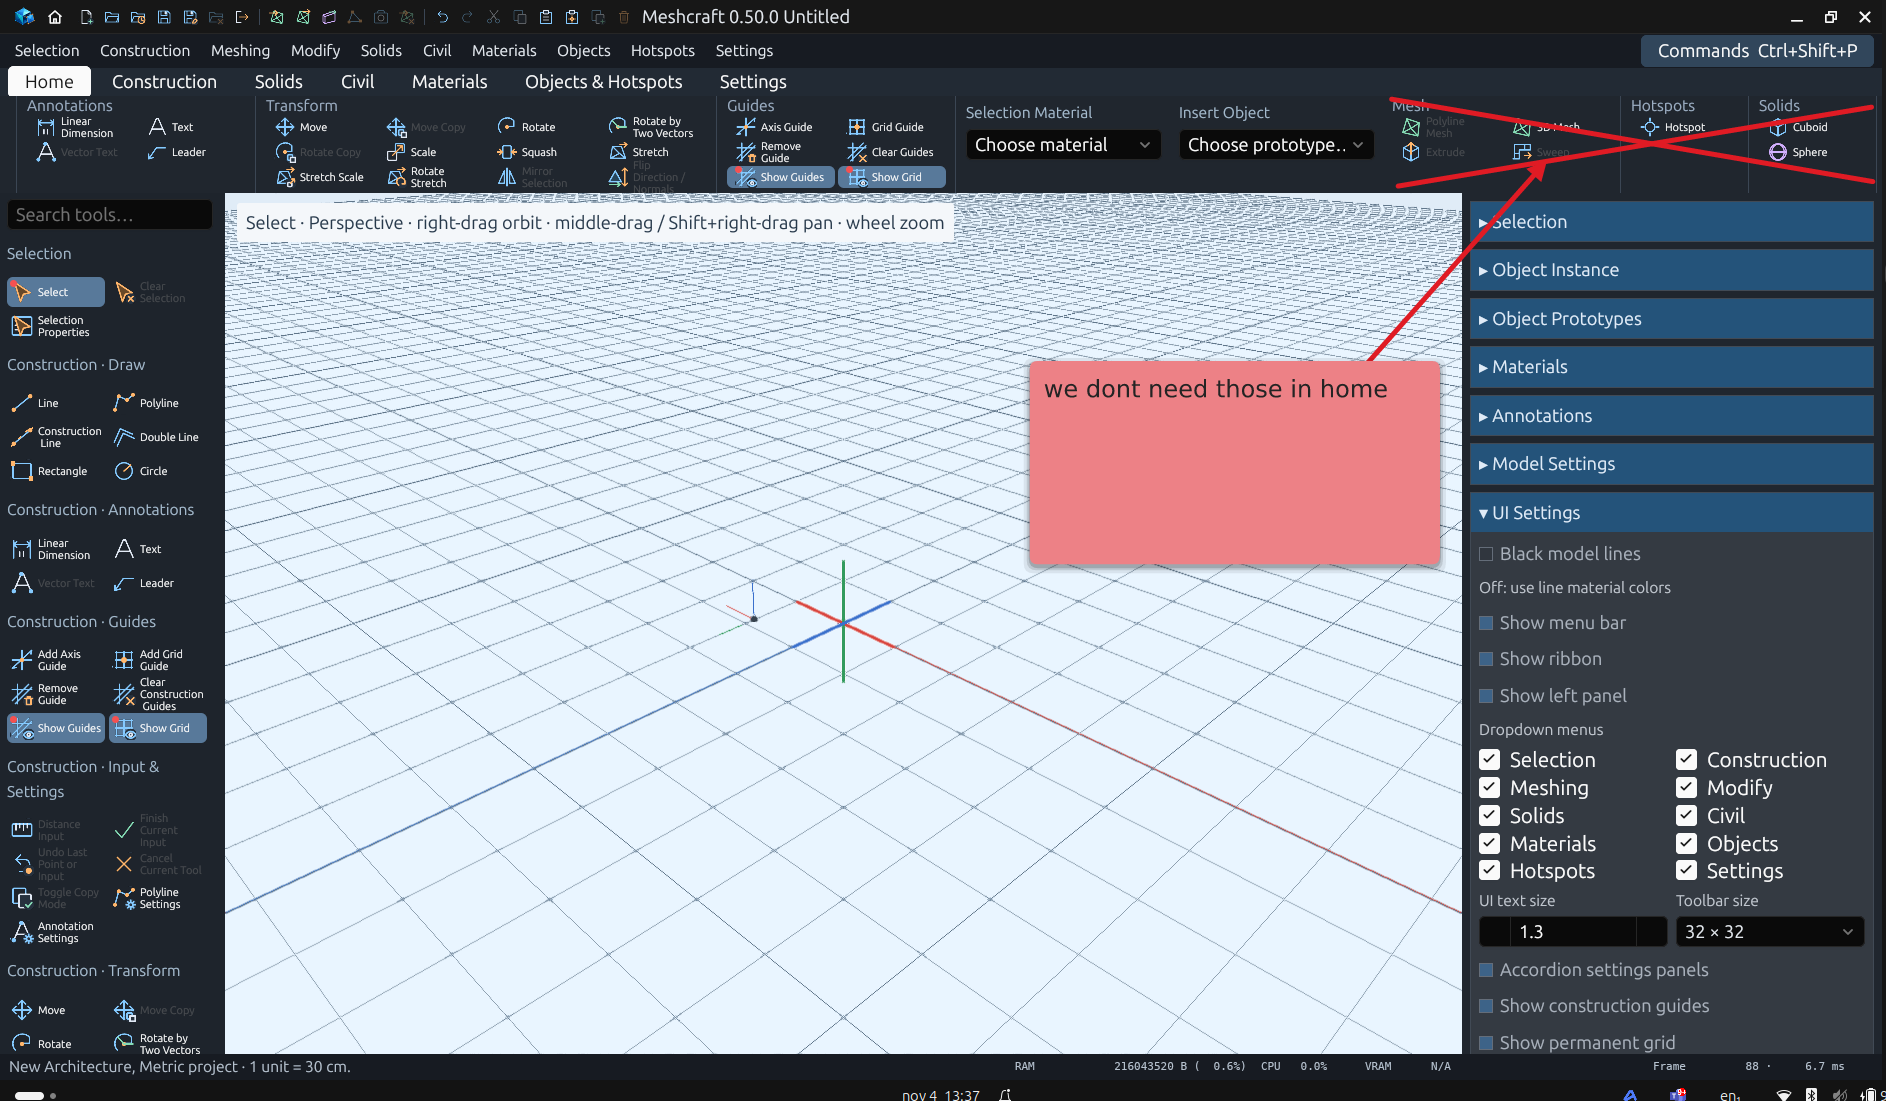 Meshcraft 0.50.0 Untitled
Selection Construction Meshing Modify Solids Civil Materials Objects Hotspots Settings
Commands Ctrl+Shift+P
Home Construction Solids Civil Materials Objects & Hotspots Settings
Annotations
Linear Dimension
Text
Vector Text
Leader
Transform
Move
Move Copy
Rotate
Rotate by Two Vectors
Rotate Copy
Scale
Squash
Stretch
Stretch Scale
Rotate Stretch
Mirror Selection
Flip Direction / Normals
Guides
Axis Guide
Grid Guide
Remove Guide
Clear Guides
Show Guides
Show Grid
Selection Material
Choose material
Insert Object
Choose prototype..
Mesh
Polyline Mesh
3D Mesh
Extrude
Sweep
Hotspots
Hotspot
Solids
Cuboid
Sphere
Search tools…
Selection
Select
Clear Selection
Selection Properties
Construction · Draw
Line
Polyline
Construction Line
Double Line
Rectangle
Circle
Construction · Annotations
Linear Dimension
Text
Vector Text
Leader
Construction · Guides
Add Axis Guide
Add Grid Guide
Remove Guide
Clear Construction Guides
Show Guides
Show Grid
Construction · Input &
Settings
Distance Input
Finish Current Input
Undo Last Point or Input
Cancel Current Tool
Toggle Copy Mode
Polyline Settings
Annotation Settings
Construction · Transform
Move
Move Copy
Rotate
Rotate by Two Vectors
Select · Perspective · right-drag orbit · middle-drag / Shift+right-drag pan · wheel zoom
we dont need those in home
▸ Selection
▸ Object Instance
▸ Object Prototypes
▸ Materials
▸ Annotations
▸ Model Settings
▾ UI Settings
Black model lines
Off: use line material colors
Show menu bar
Show ribbon
Show left panel
Dropdown menus
Selection Construction
Meshing Modify
Solids Civil
Materials Objects
Hotspots Settings
UI text size Toolbar size
1.3 32 × 32
Accordion settings panels
Show construction guides
Show permanent grid
New Architecture, Metric project · 1 unit = 30 cm.
RAM 216043520 B ( 0.6%) CPU 0.0% VRAM N/A
Frame 88 · 6.7 ms
nov 4 13:37
en₁